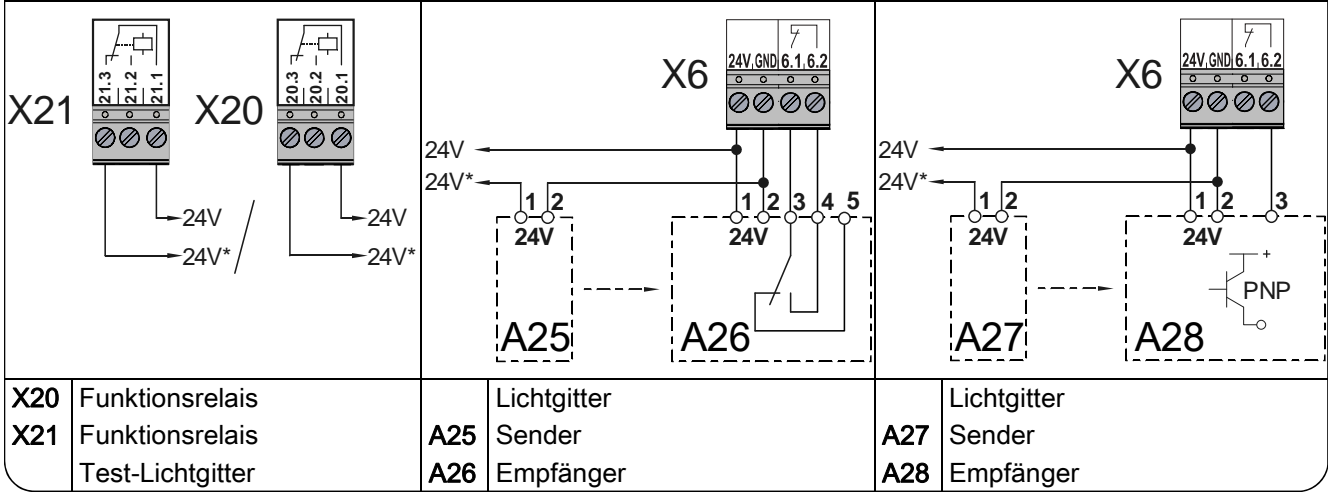 X21
21.3
21.2
21.1
24V
24V*
X20
20.3
20.2
20.1
24V
24V*
X6
24V GND 6.1 6.2
24V
24V*
1 2
24V
1 2 3 4 5
24V
A25
A26
X6
24V GND 6.1 6.2
24V
24V*
1 2
24V
1 2 3
24V
+
PNP
A27
A28
X20 Funktionsrelais
X21 Funktionsrelais
Test-Lichtgitter
Lichtgitter
A25 Sender
A26 Empfänger
Lichtgitter
A27 Sender
A28 Empfänger